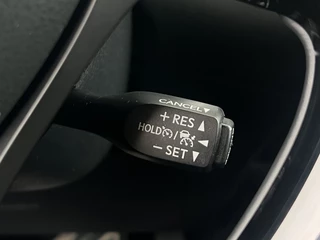 CANCEL▼
+ RES ▲
HOLD /
− SET ▼